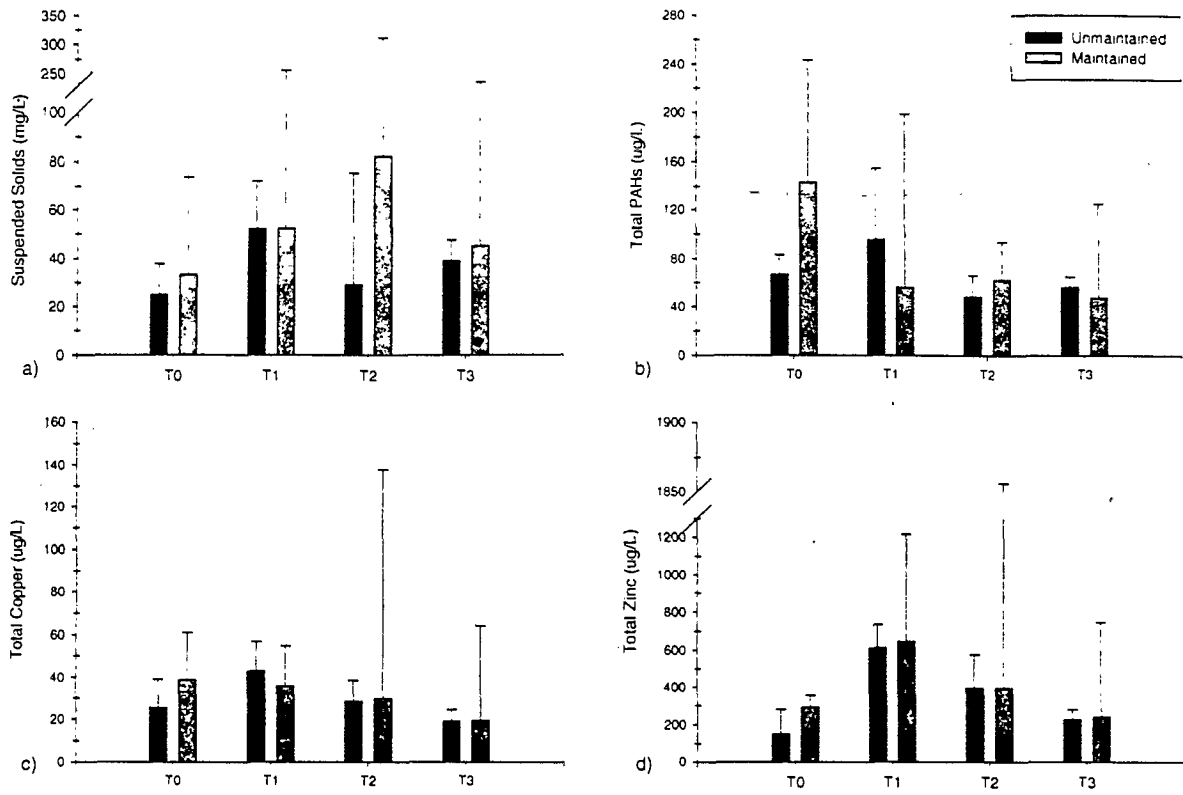 Suspended Solids (mg/L)
350
300
250
100
80
60
40
20
0
a)
T0
T1
T2
T3
Total PAHs (ug/L)
280
240
200
160
120
80
40
0
b)
T0
T1
T2
T3
Unmaintained
Maintained
Total Copper (ug/L)
160
140
120
100
80
60
40
20
0
c)
T0
T1
T2
T3
Total Zinc (ug/L)
1900
1850
1200
1000
800
600
400
200
0
d)
T0
T1
T2
T3